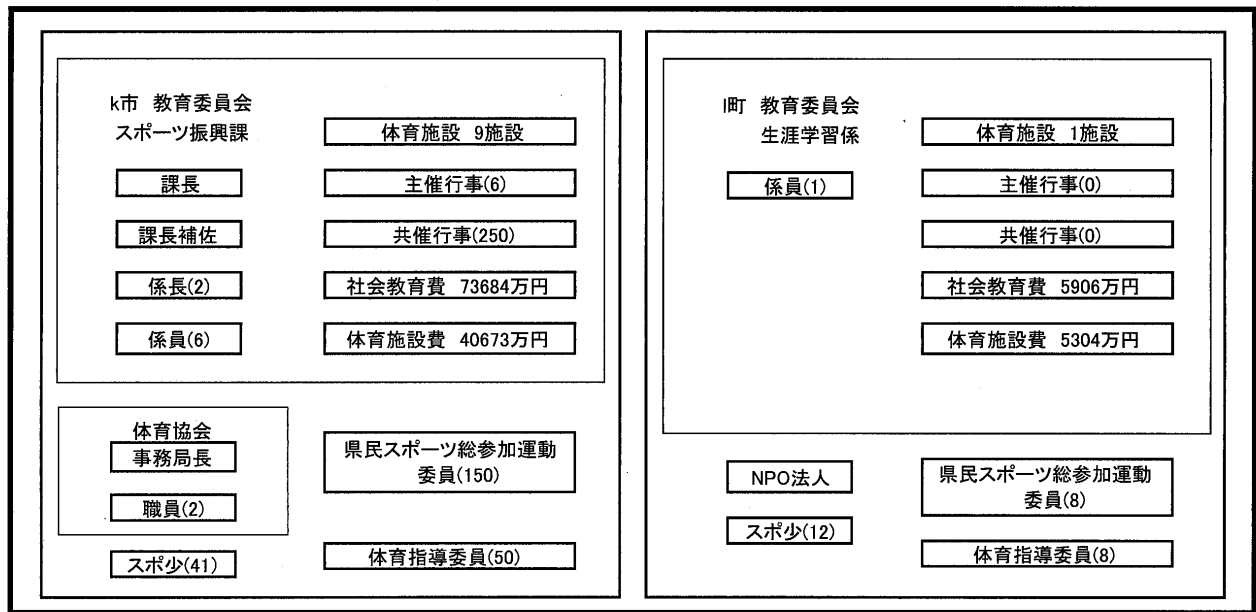 k市 教育委員会
スポーツ振興課
体育施設 9施設
課長
主催行事(6)
課長補佐
共催行事(250)
係長(2)
社会教育費 73684万円
係員(6)
体育施設費 40673万円
体育協会
事務局長
職員(2)
スポ少(41)
県民スポーツ総参加運動
委員(150)
体育指導委員(50)
l町 教育委員会
生涯学習係
体育施設 1施設
係員(1)
主催行事(0)
共催行事(0)
社会教育費 5906万円
体育施設費 5304万円
NPO法人
スポ少(12)
県民スポーツ総参加運動
委員(8)
体育指導委員(8)